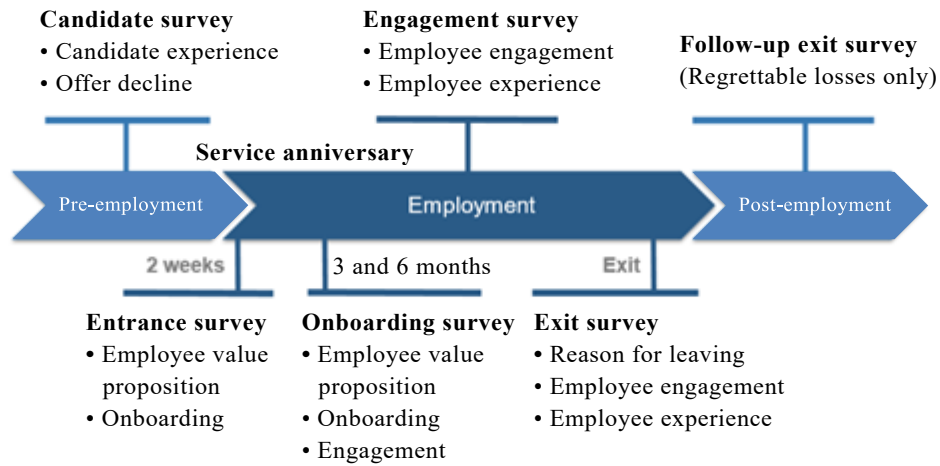 Candidate survey
• Candidate experience
• Offer decline
Engagement survey
• Employee engagement
• Employee experience
Follow-up exit survey
(Regrettable losses only)
Service anniversary
Pre-employment
Employment
Post-employment
2 weeks
3 and 6 months
Exit
Entrance survey
• Employee value
proposition
• Onboarding
Onboarding survey
• Employee value
proposition
• Onboarding
• Engagement
Exit survey
• Reason for leaving
• Employee engagement
• Employee experience